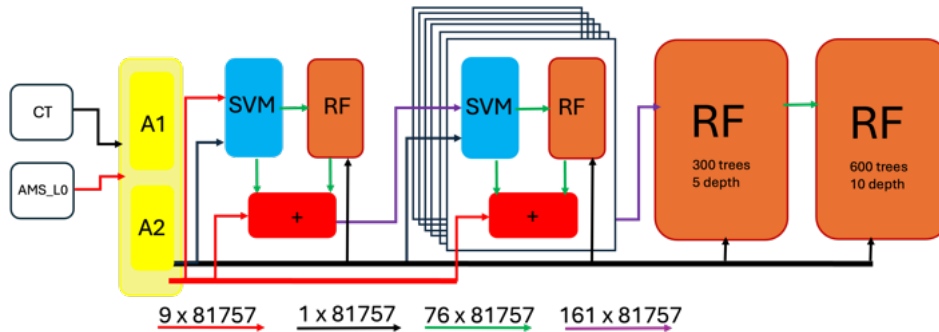 CT
AMS_L0
A1
A2
SVM
RF
+
SVM
RF
+
RF
300 trees
5 depth
RF
600 trees
10 depth
9 x 81757
1 x 81757
76 x 81757
161 x 81757